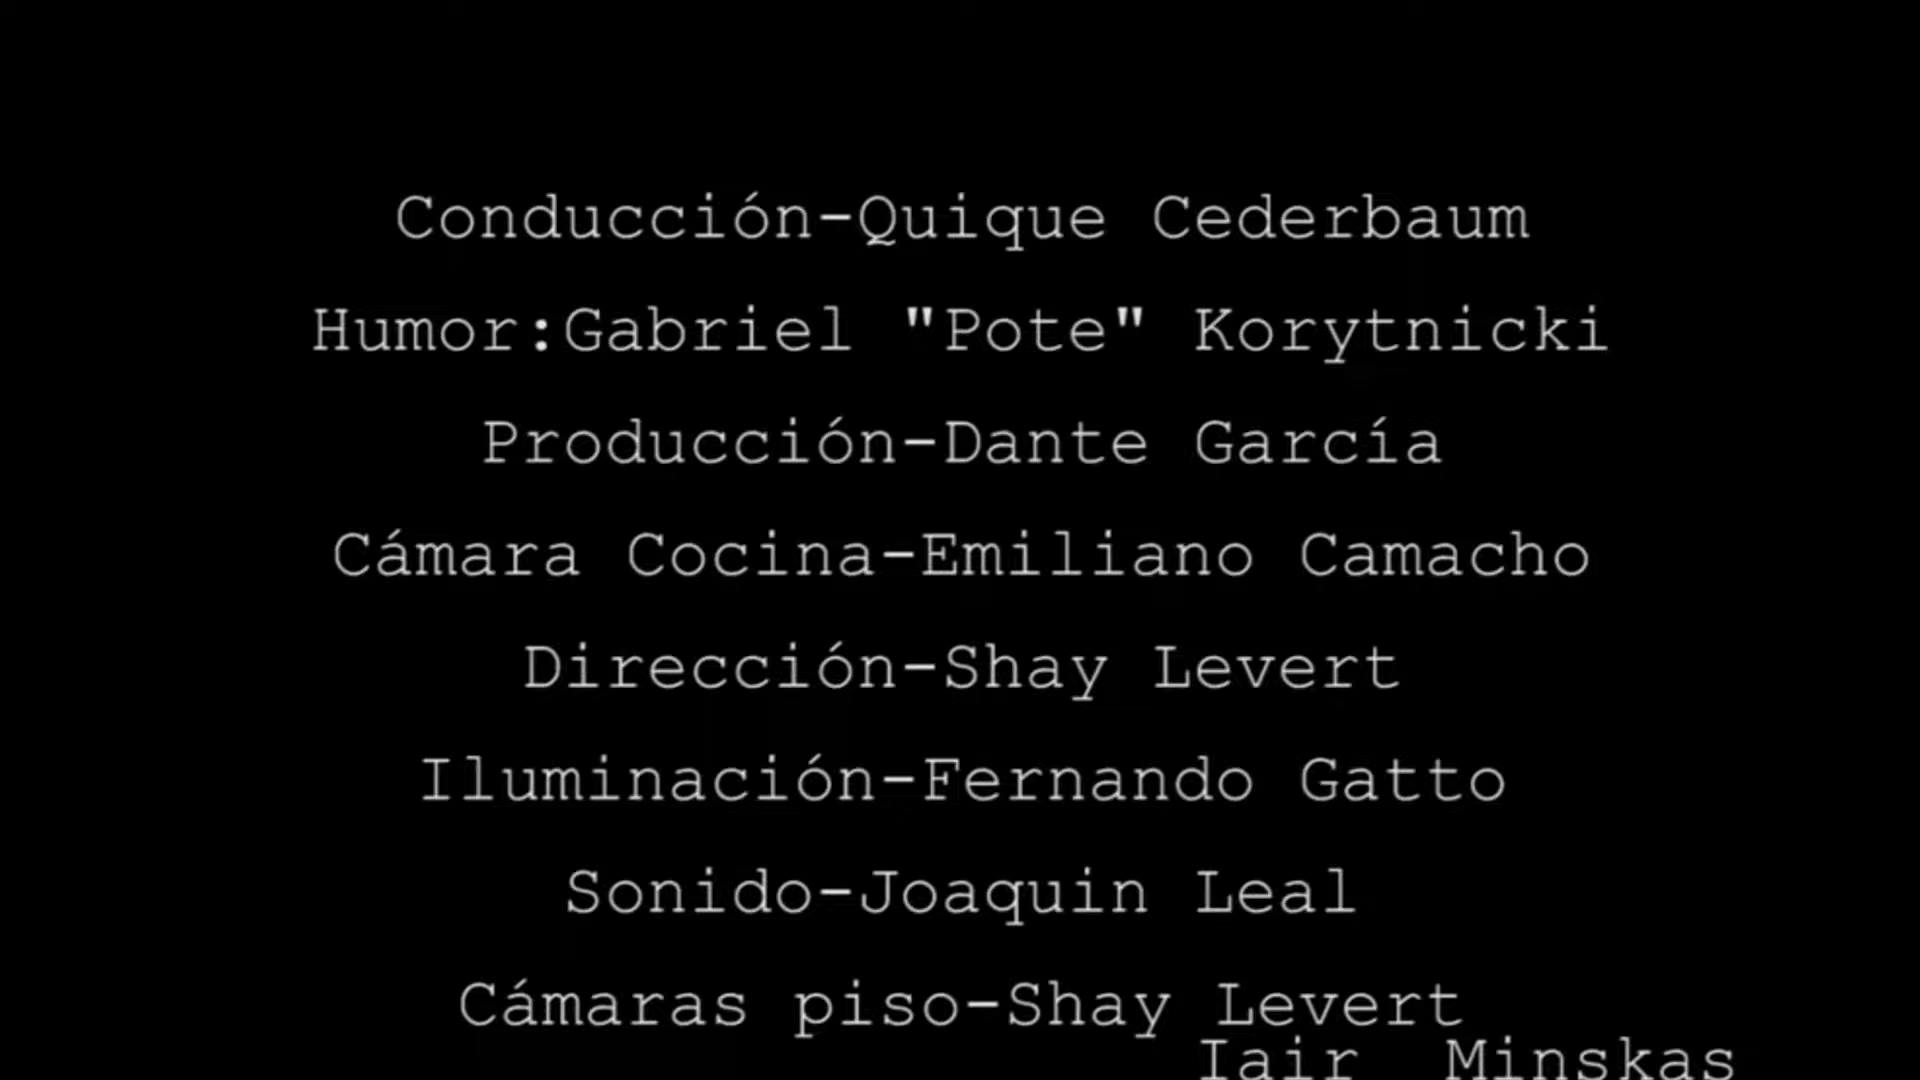 Conducción-Quique Cederbaum
Humor:Gabriel "Pote" Korytnicki
Producción-Dante García
Cámara Cocina-Emiliano Camacho
Dirección-Shay Levert
Iluminación-Fernando Gatto
Sonido-Joaquin Leal
Cámaras piso-Shay Levert
Iair Minskas